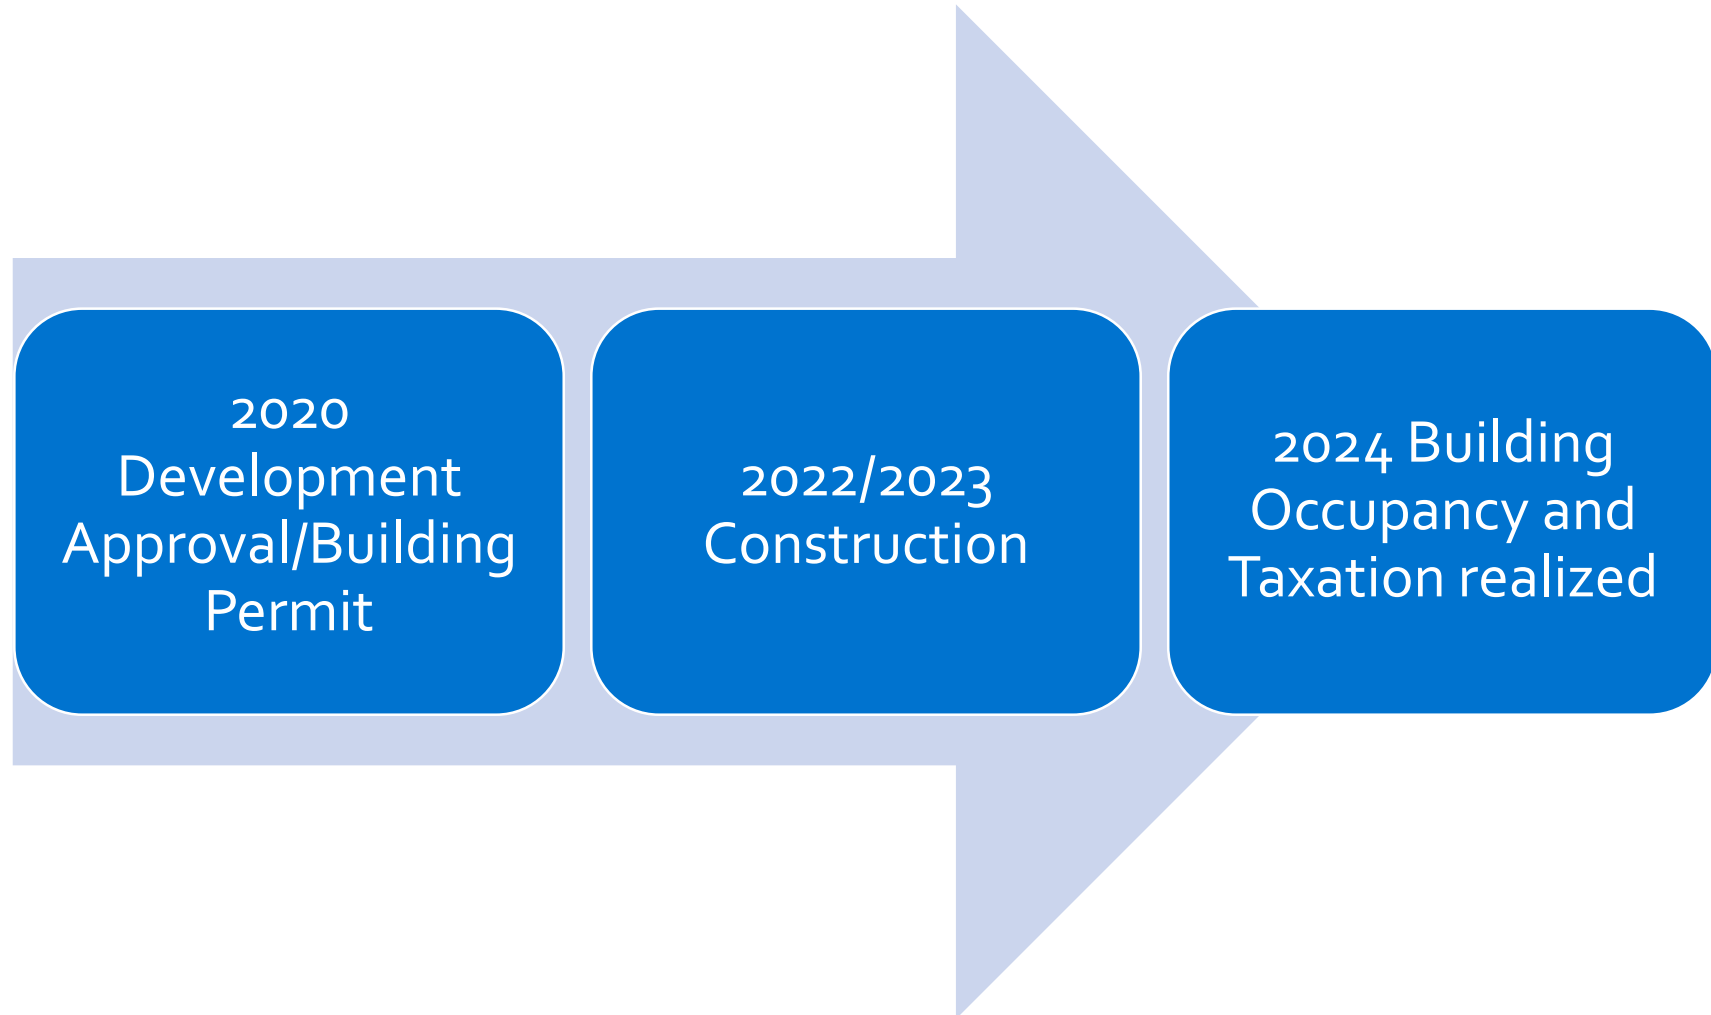 2020
Development
Approval/Building
Permit
2022/2023
Construction
2024 Building
Occupancy and
Taxation realized